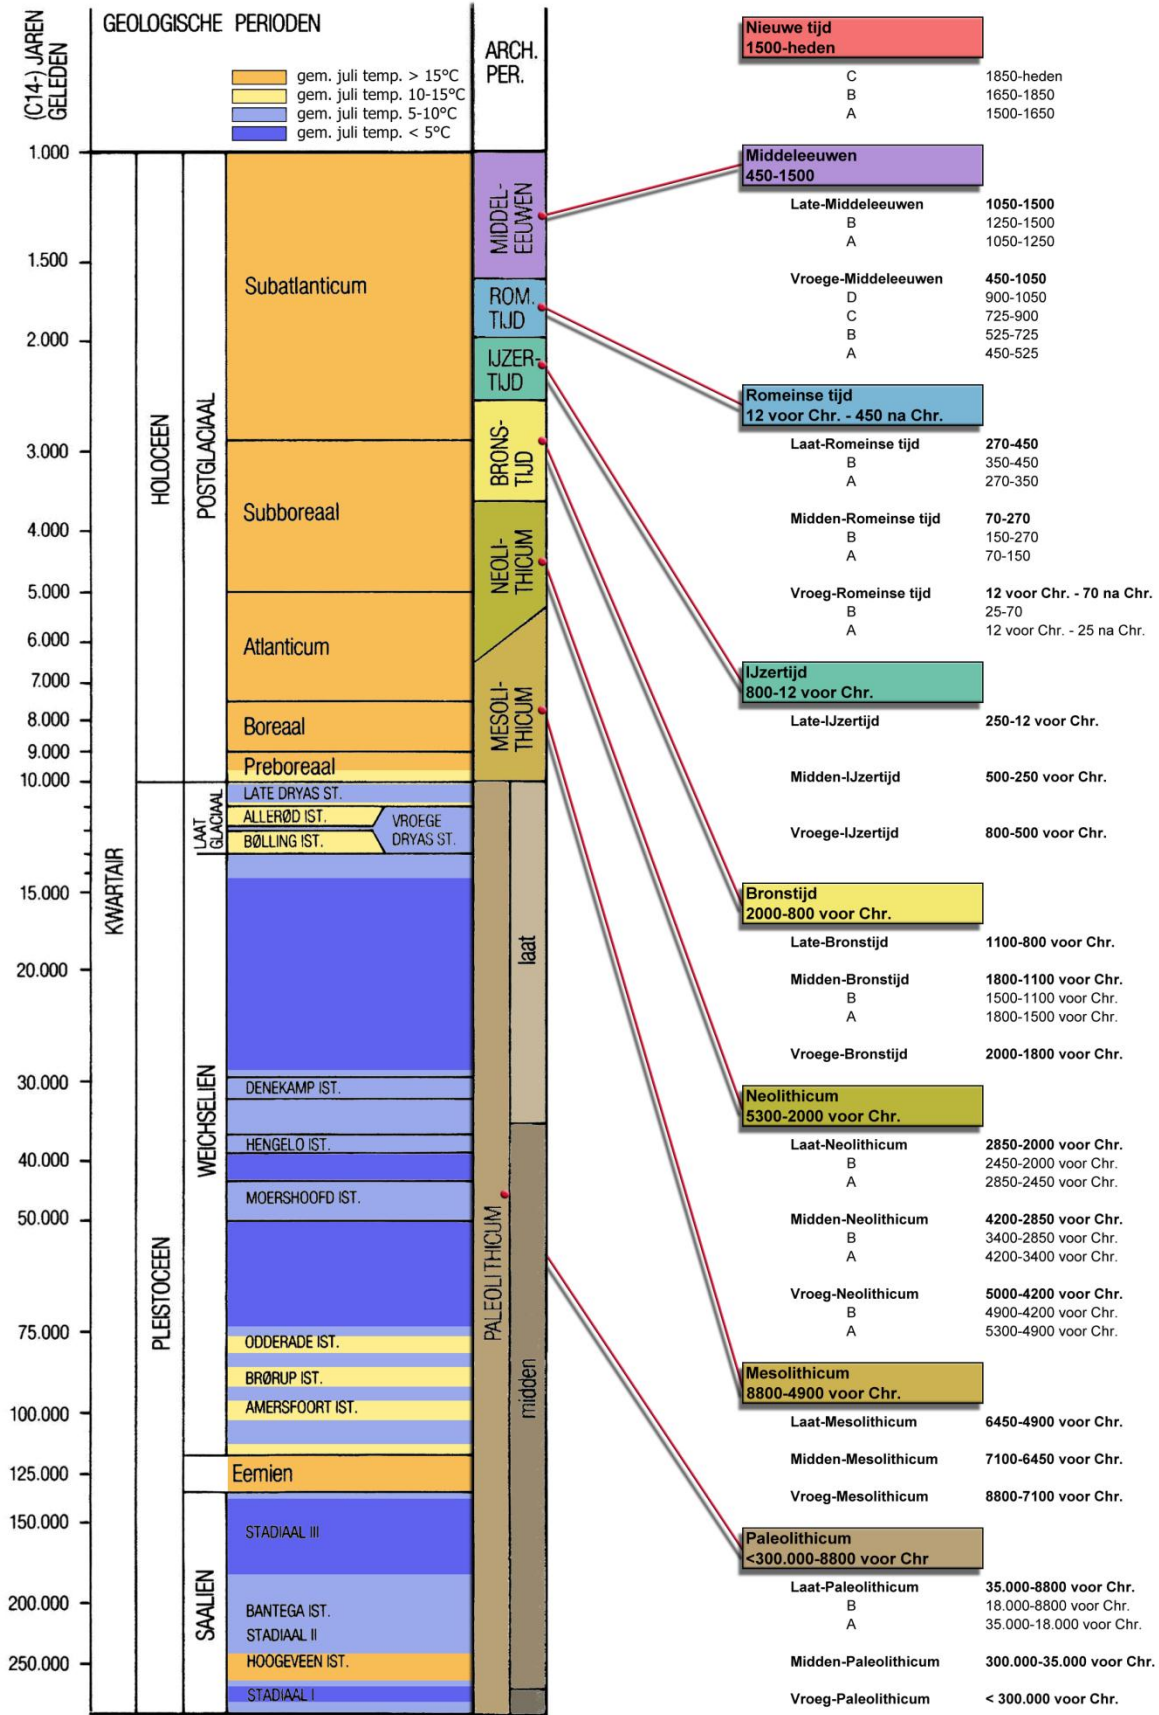 GEOLOGISCHE PERIODEN
(C14-) JAREN
GELEDEN
ARCH.
PER.
gem. juli temp. > 15°C
gem. juli temp. 10-15°C
gem. juli temp. 5-10°C
gem. juli temp. < 5°C
1.000
1.500
2.000
3.000
4.000
5.000
6.000
7.000
8.000
9.000
10.000
15.000
20.000
30.000
40.000
50.000
75.000
100.000
125.000
150.000
200.000
250.000
KWARTAIR
HOLOCEEN
PLEISTOCEEN
POSTGLACIAAL
LAAT
GLACIAAL
WEICHSELIEN
SAALIEN
Subatlanticum
Subboreaal
Atlanticum
Boreaal
Preboreaal
LATE DRYAS ST.
ALLERØD IST.
VROEGE
DRYAS ST.
BØLLING IST.
DENEKAMP IST.
HENGELO IST.
MOERSHOOFD IST.
ODDERADE IST.
BRØRUP IST.
AMERSFOORT IST.
Eemien
STADIAAL III
BANTEGA IST.
STADIAAL II
HOOGEVEEN IST.
STADIAAL I
MIDDEL-
EEUWEN
ROM.
TIJD
IJZER-
TIJD
BRONS-
TIJD
NEOLI-
THICUM
MESOLI-
THICUM
PALEOLITHICUM
laat
midden
Nieuwe tijd
1500-heden
C 1850-heden
B 1650-1850
A 1500-1650
Middeleeuwen
450-1500
Late-Middeleeuwen 1050-1500
B 1250-1500
A 1050-1250
Vroege-Middeleeuwen 450-1050
D 900-1050
C 725-900
B 525-725
A 450-525
Romeinse tijd
12 voor Chr. - 450 na Chr.
Laat-Romeinse tijd 270-450
B 350-450
A 270-350
Midden-Romeinse tijd 70-270
B 150-270
A 70-150
Vroeg-Romeinse tijd 12 voor Chr. - 70 na Chr.
B 25-70
A 12 voor Chr. - 25 na Chr.
IJzertijd
800-12 voor Chr.
Late-IJzertijd 250-12 voor Chr.
Midden-IJzertijd 500-250 voor Chr.
Vroege-IJzertijd 800-500 voor Chr.
Bronstijd
2000-800 voor Chr.
Late-Bronstijd 1100-800 voor Chr.
Midden-Bronstijd 1800-1100 voor Chr.
B 1500-1100 voor Chr.
A 1800-1500 voor Chr.
Vroege-Bronstijd 2000-1800 voor Chr.
Neolithicum
5300-2000 voor Chr.
Laat-Neolithicum 2850-2000 voor Chr.
B 2450-2000 voor Chr.
A 2850-2450 voor Chr.
Midden-Neolithicum 4200-2850 voor Chr.
B 3400-2850 voor Chr.
A 4200-3400 voor Chr.
Vroeg-Neolithicum 5000-4200 voor Chr.
B 4900-4200 voor Chr.
A 5300-4900 voor Chr.
Mesolithicum
8800-4900 voor Chr.
Laat-Mesolithicum 6450-4900 voor Chr.
Midden-Mesolithicum 7100-6450 voor Chr.
Vroeg-Mesolithicum 8800-7100 voor Chr.
Paleolithicum
<300.000-8800 voor Chr
Laat-Paleolithicum 35.000-8800 voor Chr.
B 18.000-8800 voor Chr.
A 35.000-18.000 voor Chr.
Midden-Paleolithicum 300.000-35.000 voor Chr.
Vroeg-Paleolithicum < 300.000 voor Chr.